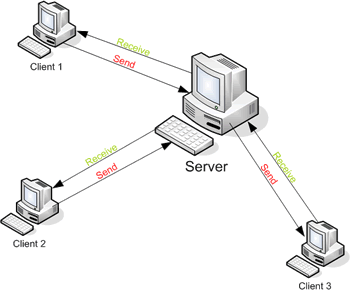 Receive
Send
Client 1
Server
Receive
Send
Receive
Send
Client 2
Client 3